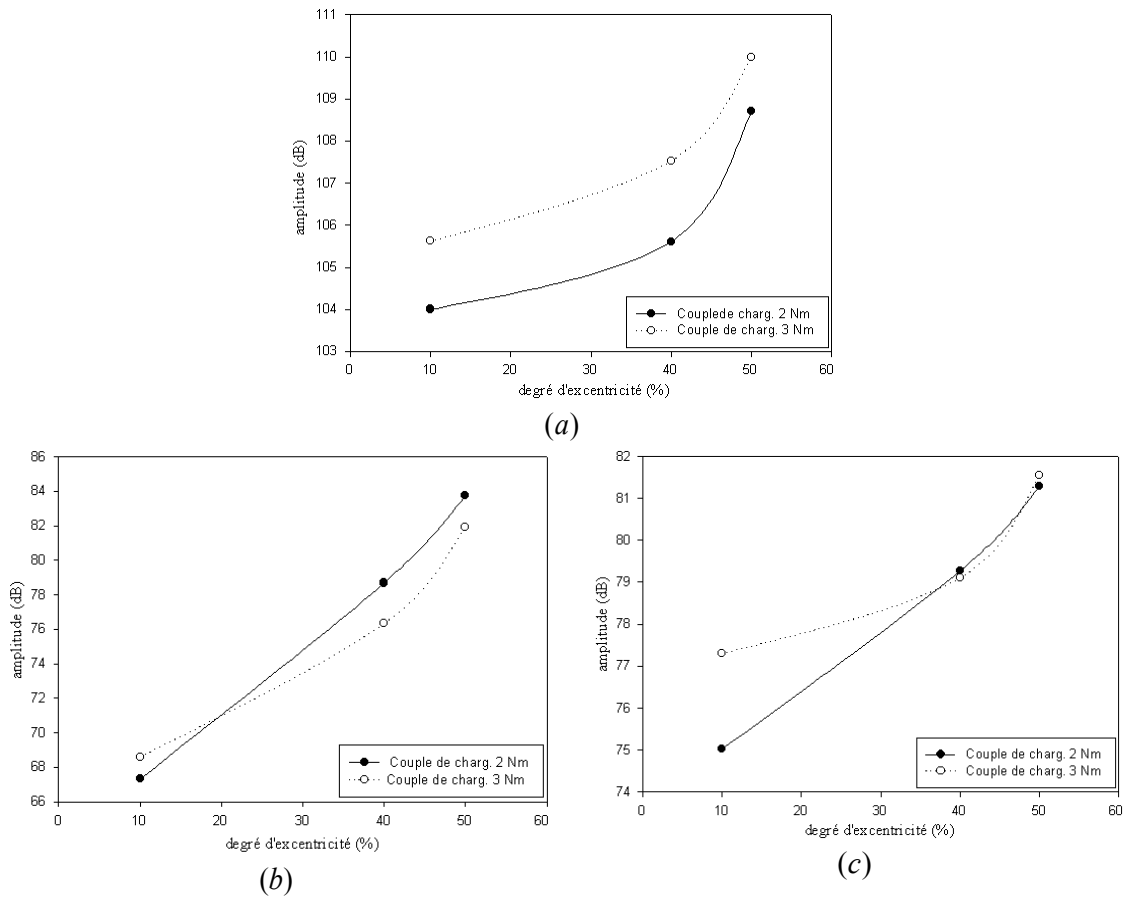 111
110
109
108
107
106
105
104
103
amplitude (dB)
0 10 20 30 40 50 60
degré d'excentricité (%)
Couplede charg. 2 Nm
Couple de charg. 3 Nm
(a)
86
84
82
80
78
76
74
72
70
68
66
amplitude (dB)
0 10 20 30 40 50 60
degré d'excentricité (%)
Couple de charg. 2 Nm
Couple de charg. 3 Nm
(b)
82
81
80
79
78
77
76
75
74
amplitude (dB)
0 10 20 30 40 50 60
degré d'excentricité (%)
Couple de charg. 2 Nm
Couple de charg. 3 Nm
(c)